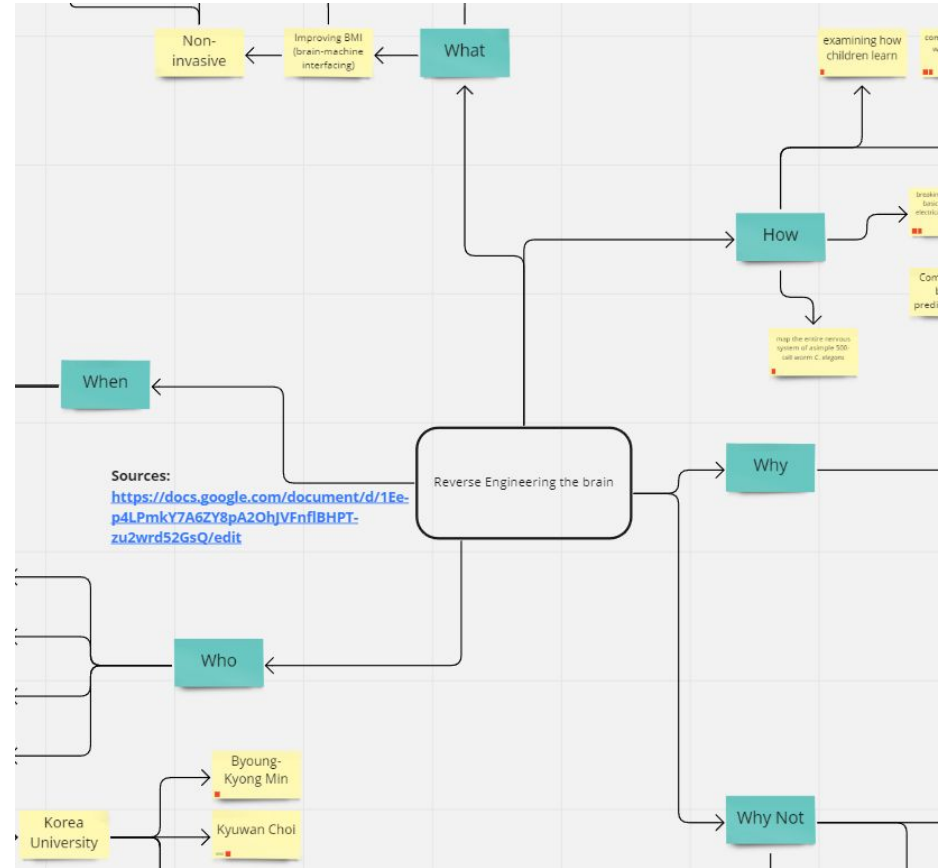 Non-
invasive
Improving BMI
(brain-machine
interfacing)
What
examining how
children learn
How
map the entire nervous
system of asimple 500-
cell worm C. elegans
When
Sources:
https://docs.google.com/document/d/1Ee-
p4LPmkY7A6ZY8pA2OhJVFnflBHPT-
zu2wrd52GsQ/edit
Reverse Engineering the brain
Why
Who
Byoung-
Kyong Min
Korea
University
Kyuwan Choi
Why Not